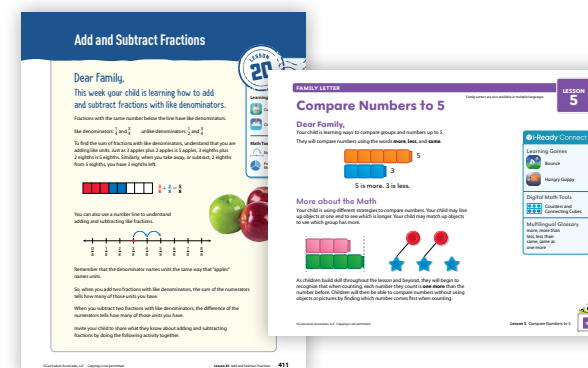 Add and Subtract Fractions
LESSON
20
Dear Family,
This week your child is learning how to add
and subtract fractions with like denominators.
Fractions with the same number below the line have like denominators.
like denominators: unlike denominators:
To find the sum of fractions with like denominators, understand that you are
adding like units. Just as 3 apples plus 2 apples is 5 apples, 3 eighths plus
2 eighths is 5 eighths. Similarly, when you take away, or subtract, 2 eighths
from 5 eighths, you have 3 eighths left.
3/8 + 2/8 = 5/8
You can also use a number line to understand
adding and subtracting like fractions.
0/8 1/8 2/8 3/8 4/8 5/8 6/8 7/8 8/8
Remember that the denominator names units the same way that "apples"
names units.
So, when you add two fractions with like denominators, the sum of the numerators
tells how many of those units you have.
When you subtract two fractions with like denominators, the difference of the
numerators tells how many of those units you have.
Invite your child to share what they know about adding and subtracting
fractions by doing the following activity together.
©Curriculum Associates, LLC Copying is not permitted.
Lesson 20 Add and Subtract Fractions 411
Learning
Math Tool
FAMILY LETTER
Family Letters are also available in multiple languages.
LESSON
5
Compare Numbers to 5
Dear Family,
Your child is learning ways to compare groups and numbers up to 5.
They will compare numbers using the words more, less, and same.
5
3
5 is more. 3 is less.
More about the Math
Your child is using different strategies to compare numbers. Your child may line
up objects at one end to see which is longer. Your child may match up objects
to see which group has more.
As children build skill throughout the lesson and beyond, they will begin to
recognize that when counting, each number they count is one more than the
number before. Children will then be able to compare numbers without using
objects or pictures by finding which number comes first when counting.
i-Ready Connect
Learning Games
Bounce
Hungry Guppy
Digital Math Tools
Counters and
Connecting Cubes
Multilingual Glossary
more, more than
less, less than
same, same as
one more
©Curriculum Associates, LLC Copying is not permitted.
Lesson 5 Compare Numbers to 5